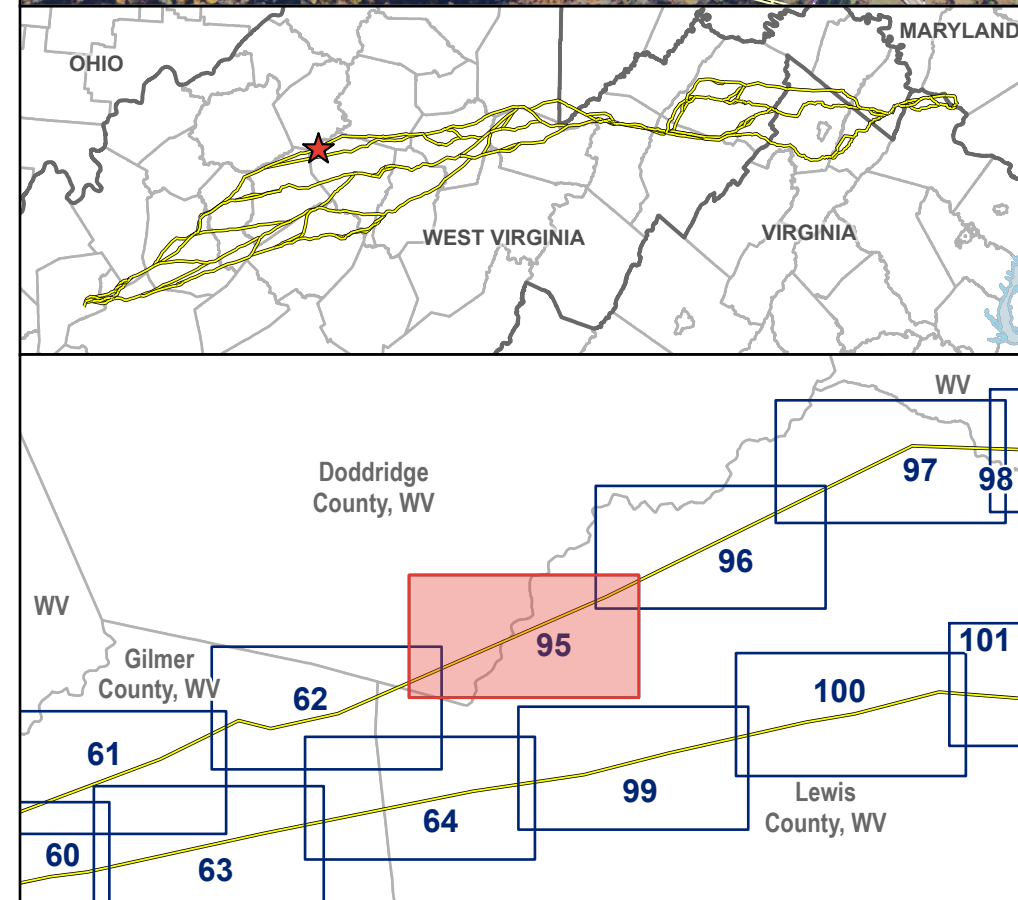 OHIO
MARYLAND
WEST VIRGINIA
VIRGINIA
WV
Doddridge
County, WV
97
98
96
WV
95
101
Gilmer
County, WV
62
100
61
99
Lewis
County, WV
64
60
63